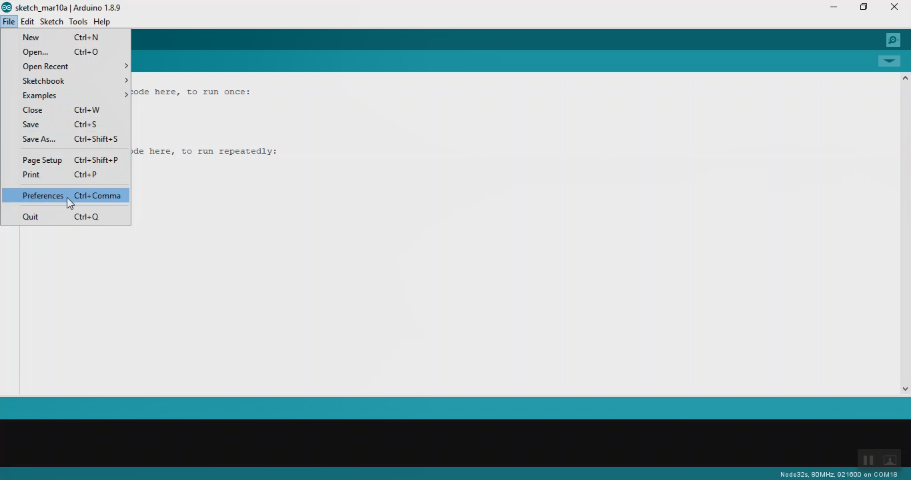 sketch_mar10a | Arduino 1.8.9
File Edit Sketch Tools Help
New Ctrl+N
Open... Ctrl+O
Open Recent
Sketchbook
Examples
Close Ctrl+W
Save Ctrl+S
Save As... Ctrl+Shift+S
Page Setup Ctrl+Shift+P
Print Ctrl+P
Preferences Ctrl+Comma
Quit Ctrl+Q
code here, to run once:
de here, to run repeatedly:
Node32s, 80MHz, 921600 on COM18